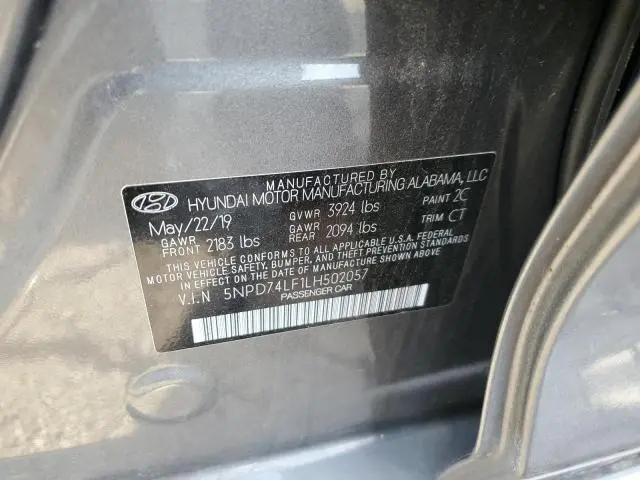 MANUFACTURED BY
HYUNDAI MOTOR MANUFACTURING ALABAMA, LLC
May/22/19 GVWR 3924 lbs PAINT 2C
GAWR FRONT 2183 lbs GAWR REAR 2094 lbs TRIM CT
THIS VEHICLE CONFORMS TO ALL APPLICABLE U.S.A. FEDERAL
MOTOR VEHICLE SAFETY, BUMPER, AND THEFT PREVENTION STANDARDS
IN EFFECT ON THE DATE OF MANUFACTURE SHOWN ABOVE.
V.I.N 5NPD74LF1LH502057
PASSENGER CAR